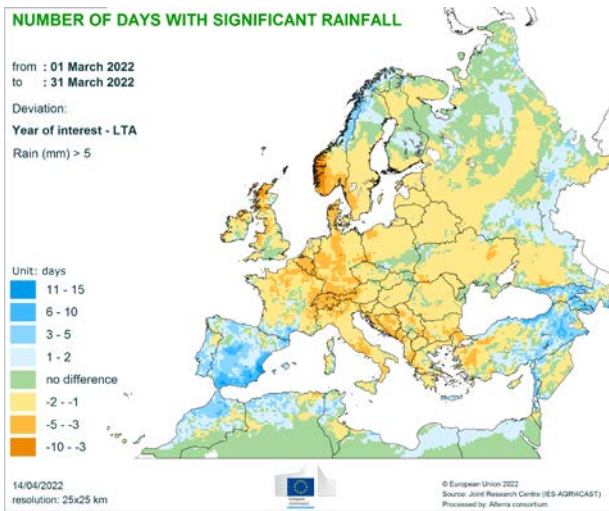 NUMBER OF DAYS WITH SIGNIFICANT RAINFALL
from : 01 March 2022
to : 31 March 2022
Deviation:
Year of interest - LTA
Rain (mm) > 5
Unit: days
11 - 15
6 - 10
3 - 5
1 - 2
no difference
-2 - -1
-5 - -3
-10 - -3
14/04/2022
resolution: 25x25 km
European
Commission
© European Union 2022
Source: Joint Research Centre (IES-AGRI4CAST)
Processed by: Alterra consortium